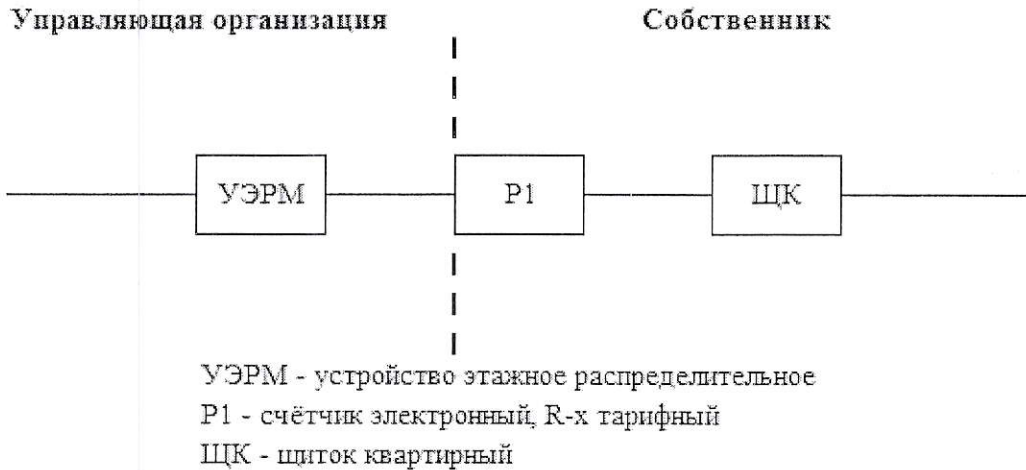 Управляющая организация Собственник
УЭРМ Р1 ЩК
УЭРМ - устройство этажное распределительное
Р1 - счётчик электронный, R-х тарифный
ЩК - щиток квартирный